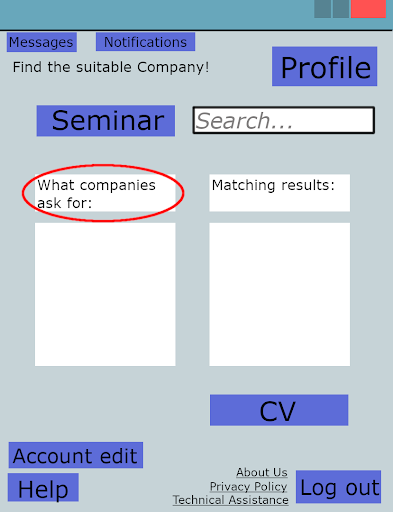 Messages
Notifications
Find the suitable Company!
Profile
Seminar
Search...
What companies
ask for:
Matching results:
CV
Account edit
Help
About Us
Privacy Policy
Technical Assistance
Log out